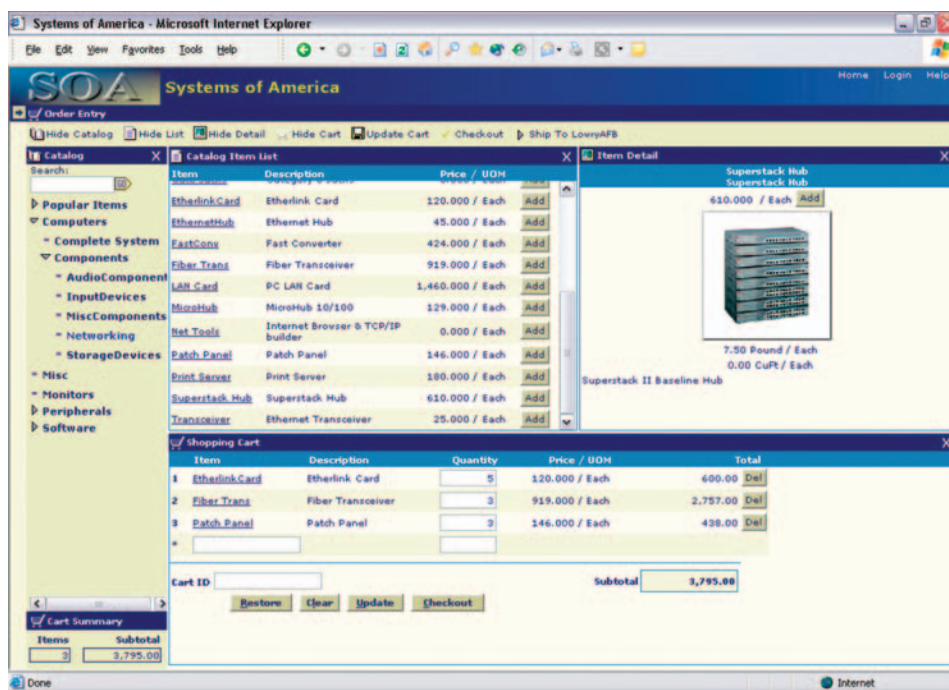 Systems of America - Microsoft Internet Explorer
File Edit View Favorites Tools Help
SOA Systems of America
Home Login Help
Order Entry
Hide Catalog Hide List Hide Detail Hide Cart Update Cart Checkout Ship To LowryAFB
Catalog X
Search:
GO
Popular Items
Computers
Complete System
Components
AudioComponent
InputDevices
MiscComponents
Networking
StorageDevices
Misc
Monitors
Peripherals
Software
Catalog Item List X
Item Description Price / UOM
Add
EtherlinkCard Etherlink Card 120.000 / Each Add
EthernetHub Ethernet Hub 45.000 / Each Add
FastConv Fast Converter 424.000 / Each Add
Fiber Trans Fiber Transceiver 919.000 / Each Add
LAN Card PC LAN Card 1,460.000 / Each Add
MicroHub MicroHub 10/100 129.000 / Each Add
Net Tools Internet Browser & TCP/IP builder 0.000 / Each Add
Patch Panel Patch Panel 146.000 / Each Add
Print Server Print Server 180.000 / Each Add
Superstack Hub Superstack Hub 610.000 / Each Add
Transceiver Ethernet Transceiver 25.000 / Each Add
Item Detail X
Superstack Hub
Superstack Hub
610.000 / Each Add
7.50 Pound / Each
0.00 CuFt / Each
Superstack II Baseline Hub
Shopping Cart X
Item Description Quantity Price / UOM Total
1 EtherlinkCard Etherlink Card 5 120.000 / Each 600.00 Del
2 Fiber Trans Fiber Transceiver 3 919.000 / Each 2,757.00 Del
3 Patch Panel Patch Panel 3 146.000 / Each 438.00 Del
*
Cart ID Subtotal 3,795.00
Restore Clear Update Checkout
Cart Summary
Items Subtotal
3 3,795.00
Done Internet